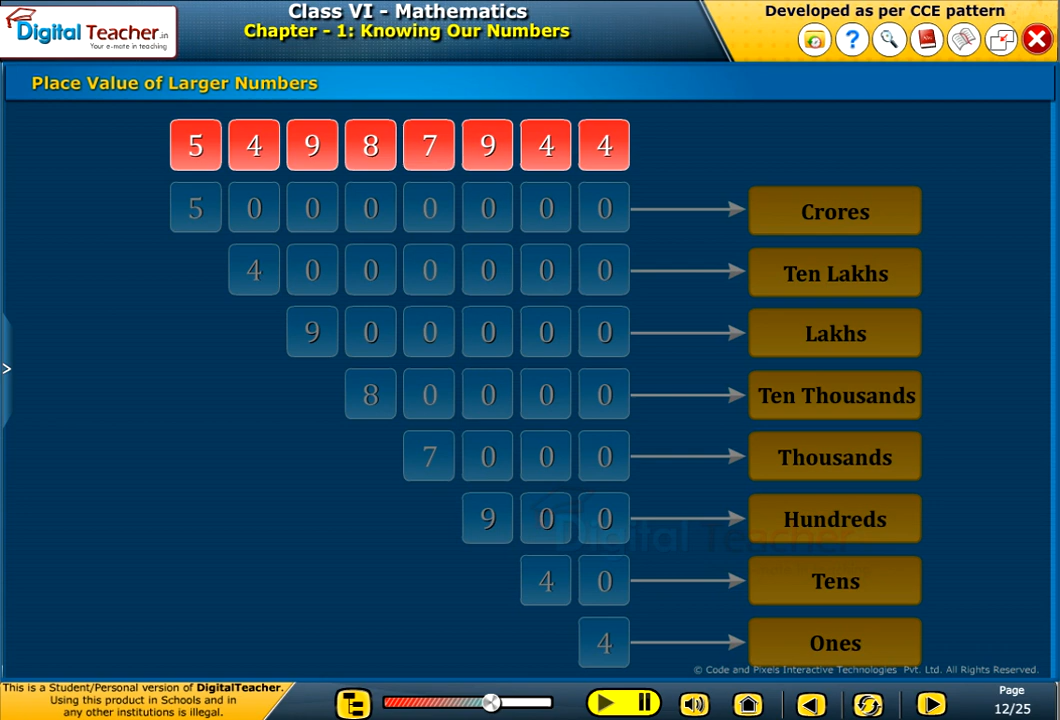 Digital Teacher.in
Your e-mate in teaching
Class VI - Mathematics
Chapter - 1: Knowing Our Numbers
Developed as per CCE pattern
?
Place Value of Larger Numbers
5 4 9 8 7 9 4 4
5 0 0 0 0 0 0 0 Crores
4 0 0 0 0 0 0 Ten Lakhs
9 0 0 0 0 0 Lakhs
>
8 0 0 0 0 Ten Thousands
7 0 0 0 Thousands
9 0 0 Hundreds
Digital Teacher
4 0 Tens
4 Ones
© Code and Pixels Interactive Technologies Pvt. Ltd. All Rights Reserved.
This is a Student/Personal version of DigitalTeacher.
Using this product in Schools and in
any other institutions is illegal.
Page
12/25